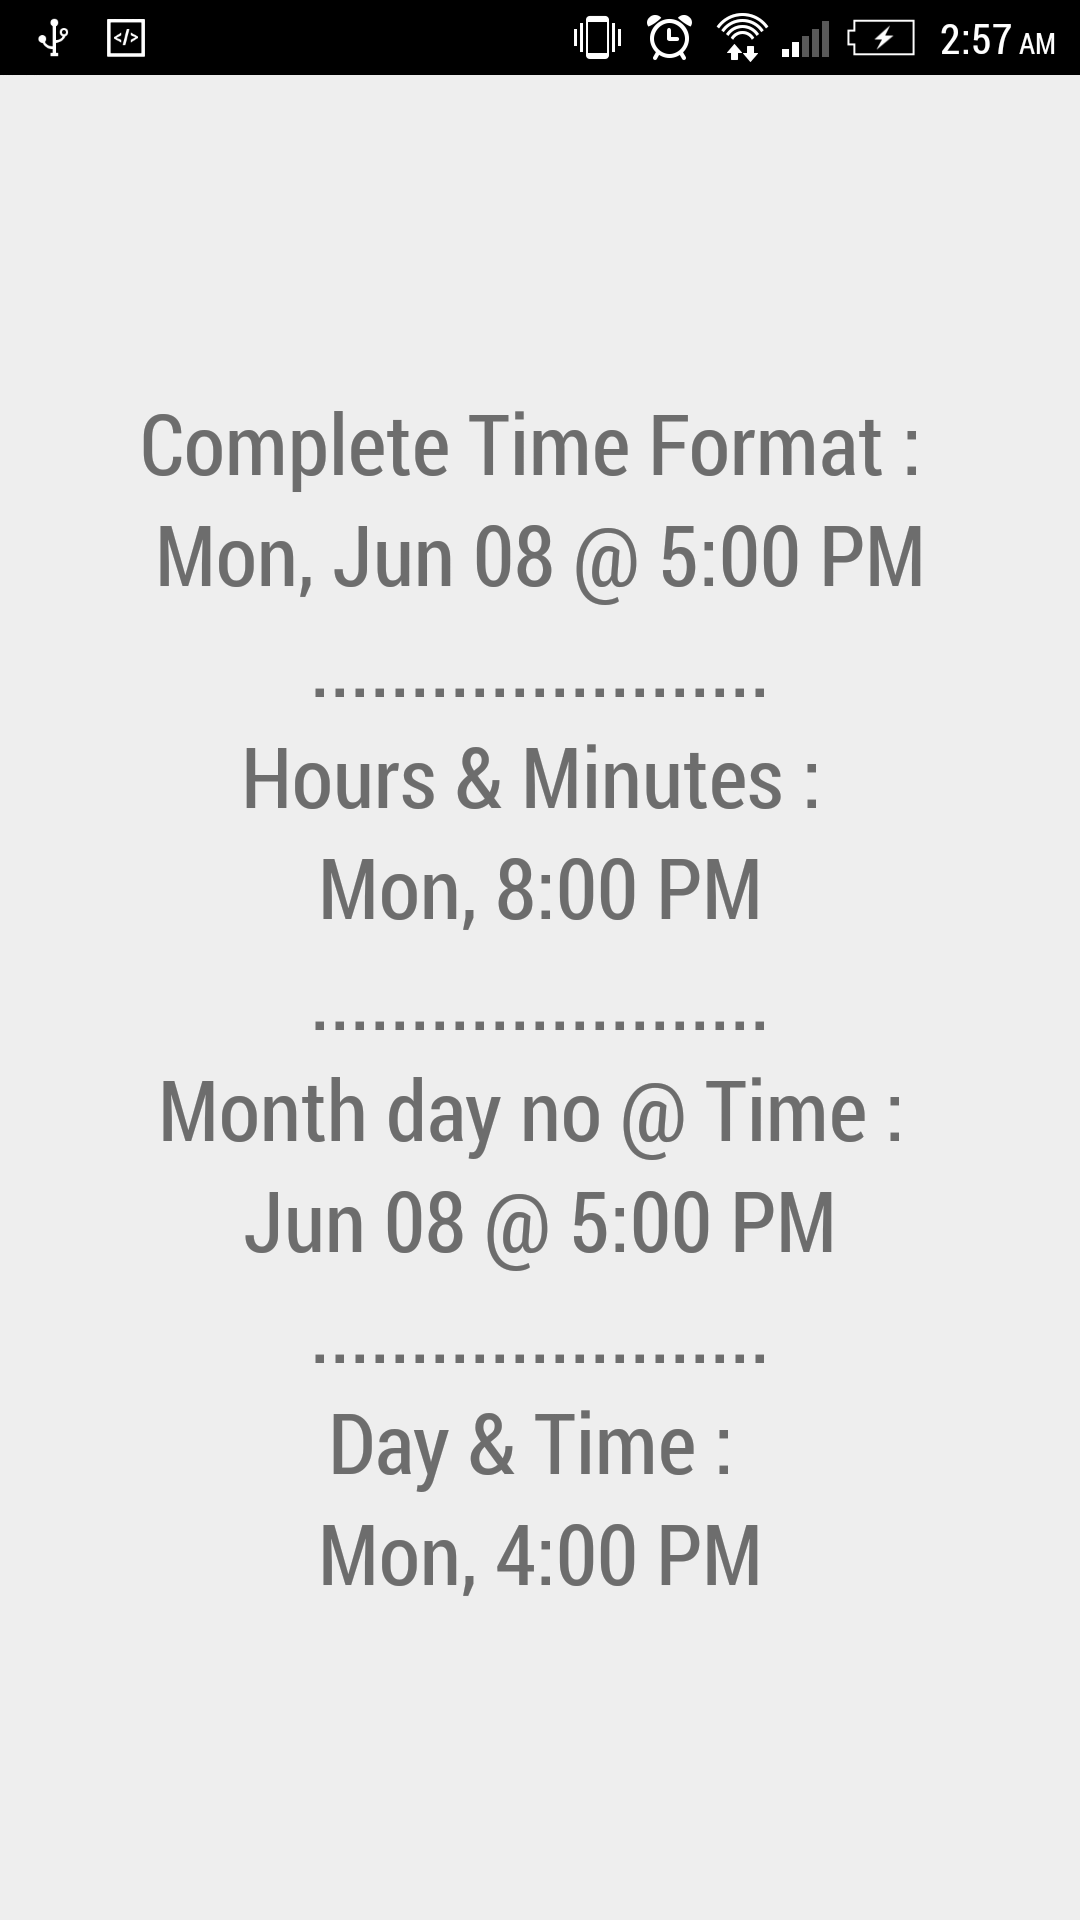 2:57 AM
Complete Time Format :
Mon, Jun 08 @ 5:00 PM
.......................
Hours & Minutes :
Mon, 8:00 PM
.......................
Month day no @ Time :
Jun 08 @ 5:00 PM
.......................
Day & Time :
Mon, 4:00 PM